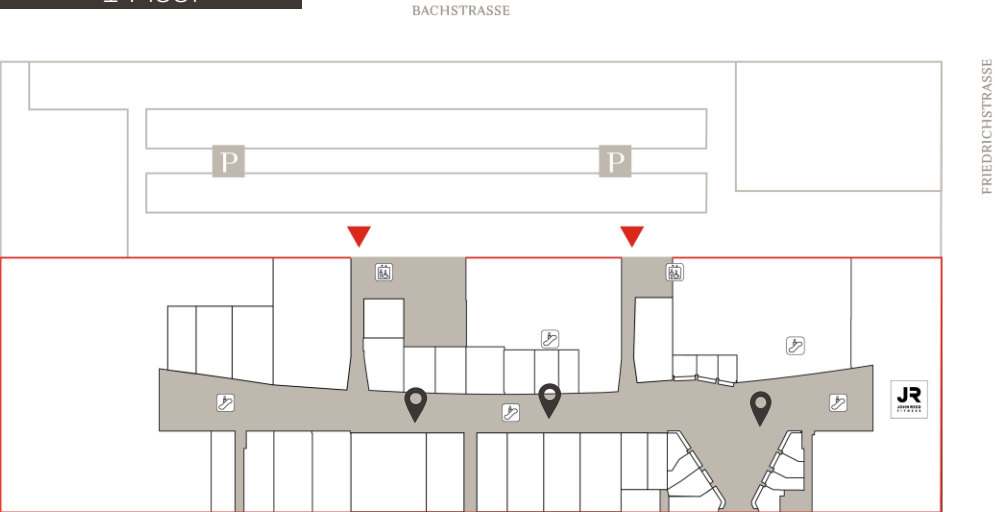 BACHSTRASSE
FRIEDRICHSTRASSE
P
P
JR
JOHN REED
FITNESS